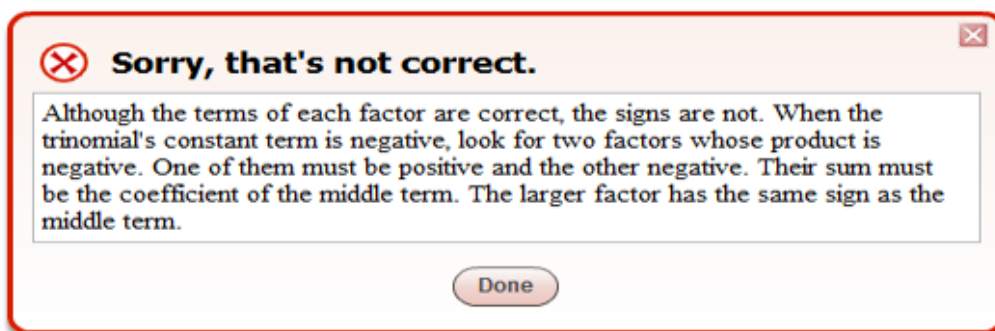 Sorry, that's not correct.
Although the terms of each factor are correct, the signs are not. When the
trinomial's constant term is negative, look for two factors whose product is
negative. One of them must be positive and the other negative. Their sum must
be the coefficient of the middle term. The larger factor has the same sign as the
middle term.
Done